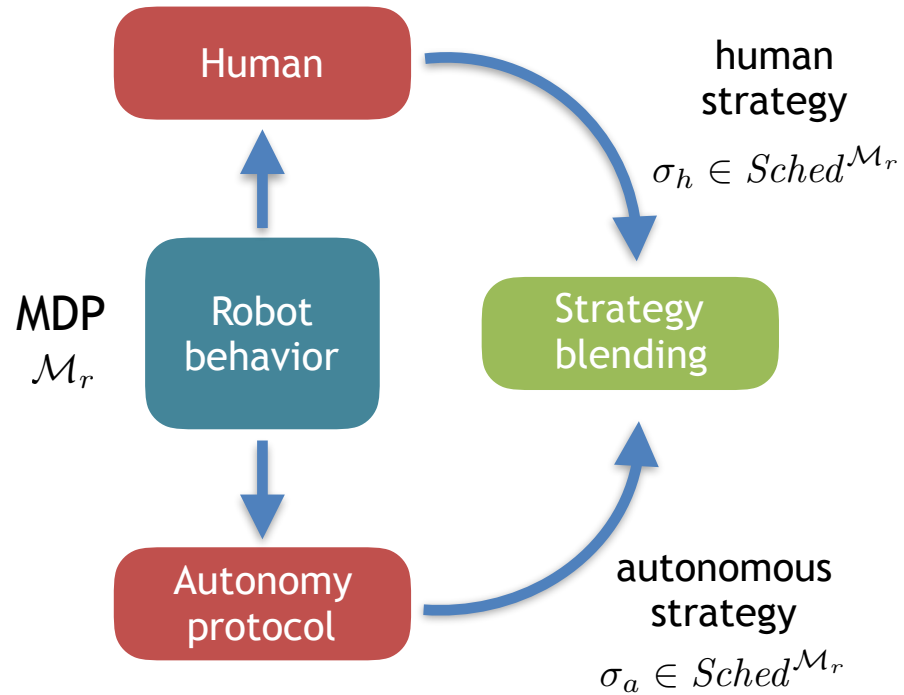 Human
human
strategy
σ_h ∈ Sched^{ℳ_r}
MDP
ℳ_r
Robot
behavior
Strategy
blending
Autonomy
protocol
autonomous
strategy
σ_a ∈ Sched^{ℳ_r}